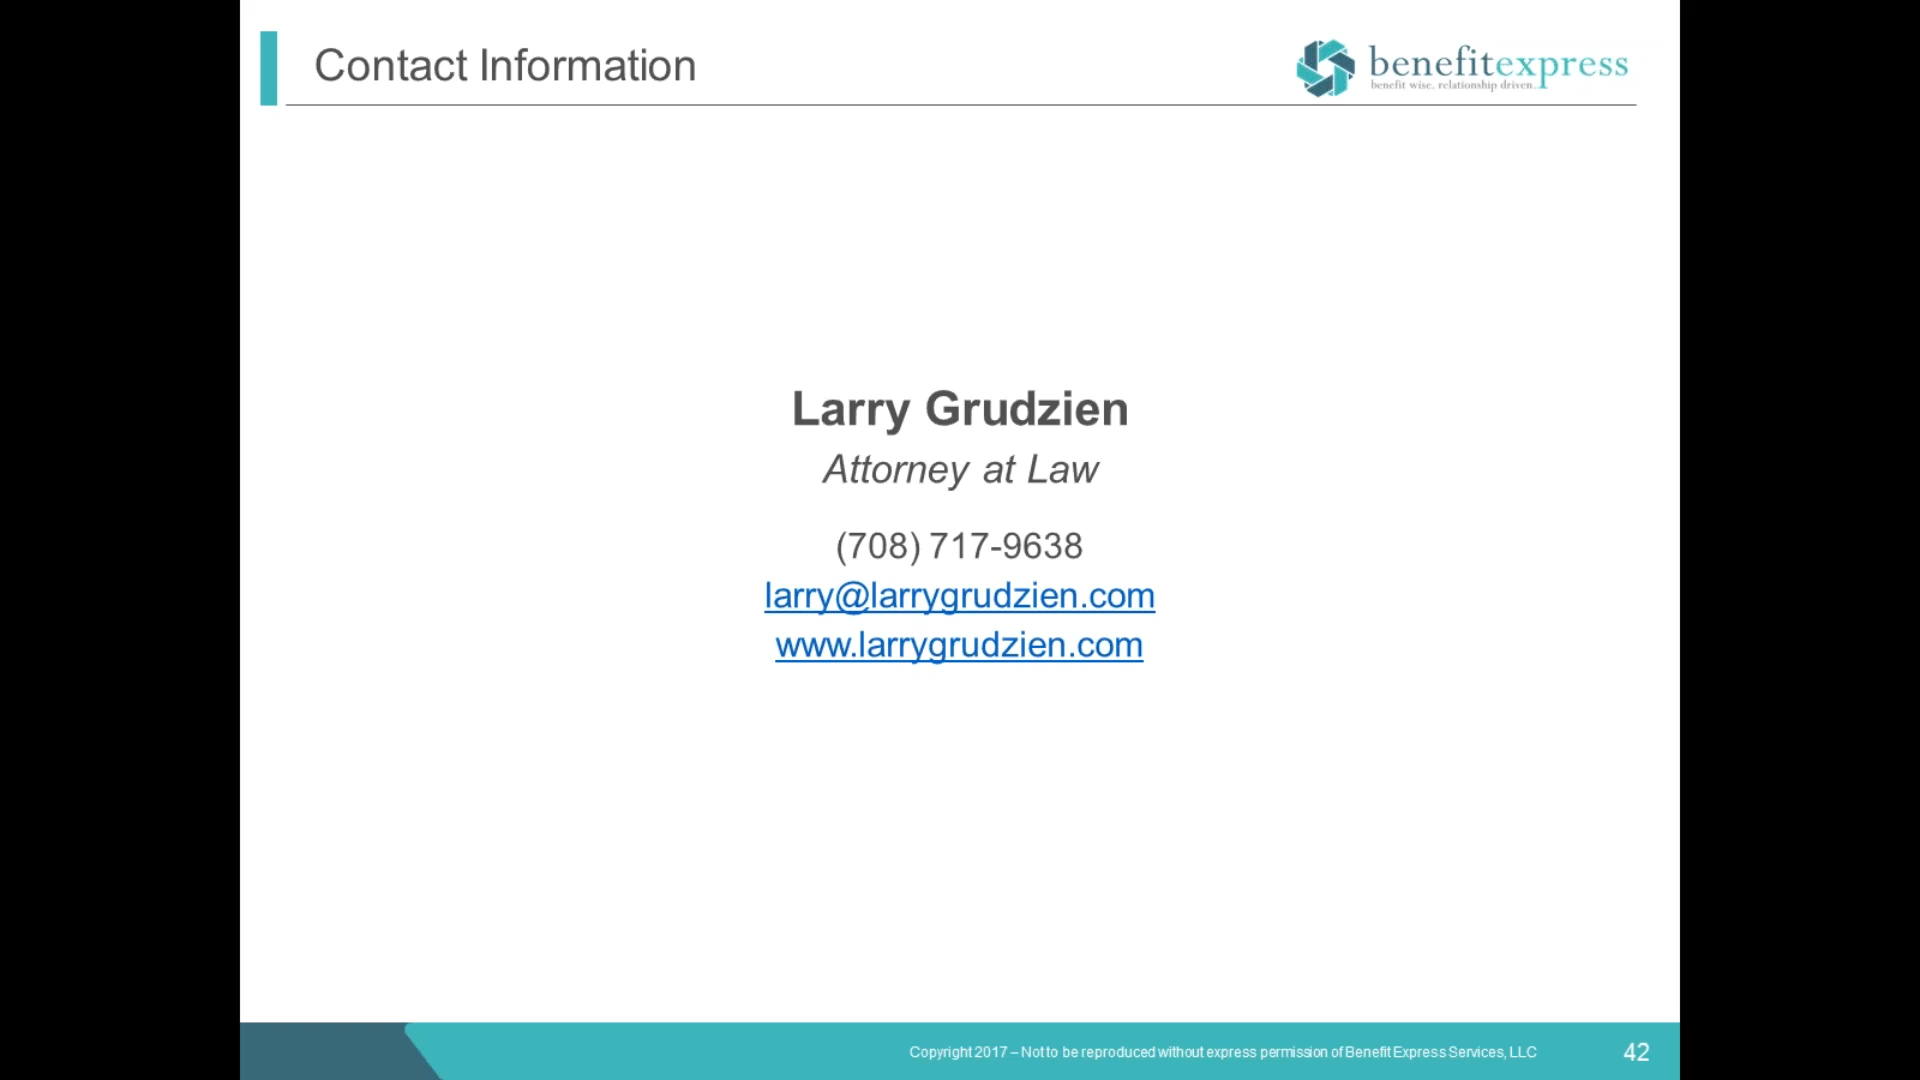 Contact Information
benefitexpress
benefit wise. relationship driven.
Larry Grudzien
Attorney at Law
(708) 717-9638
larry@larrygrudzien.com
www.larrygrudzien.com
Copyright 2017 – Not to be reproduced without express permission of Benefit Express Services, LLC
42